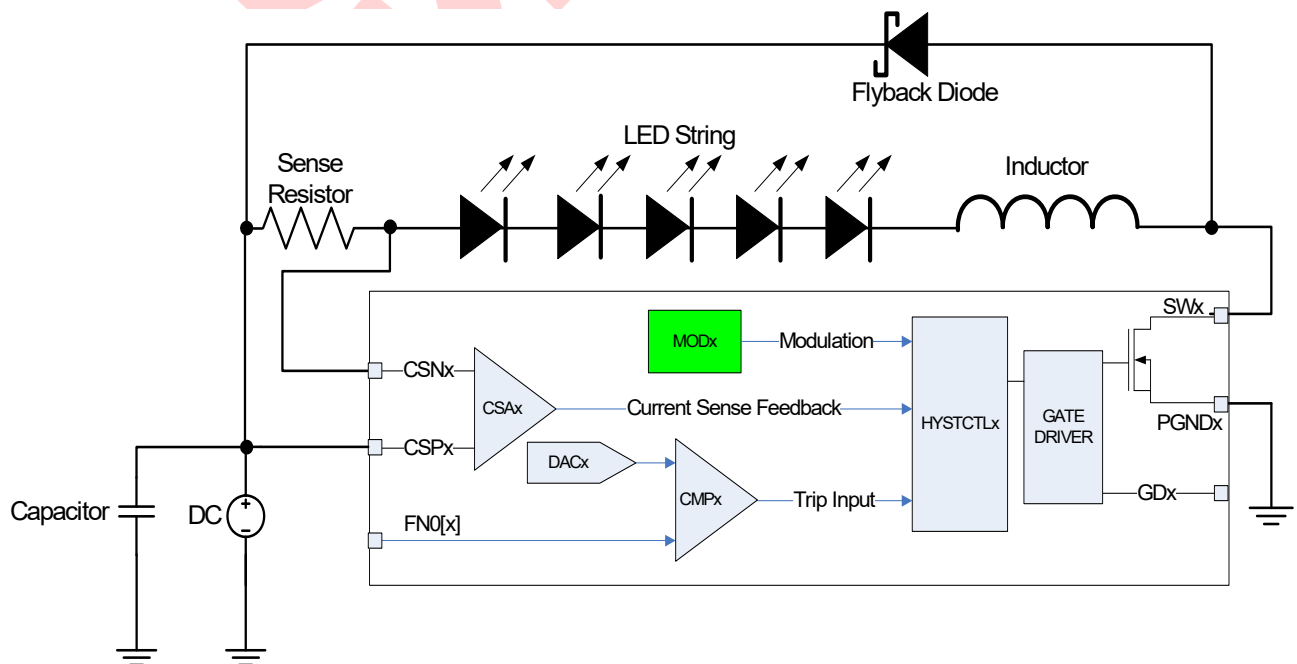 Flyback Diode
LED String
Sense
Resistor
Inductor
SWx
MODx
Modulation
CSNx
CSAx
Current Sense Feedback
HYSTCTLx
GATE
DRIVER
PGNDx
CSPx
DACx
CMPx
Trip Input
GDx
Capacitor
DC
+
−
FN0[x]